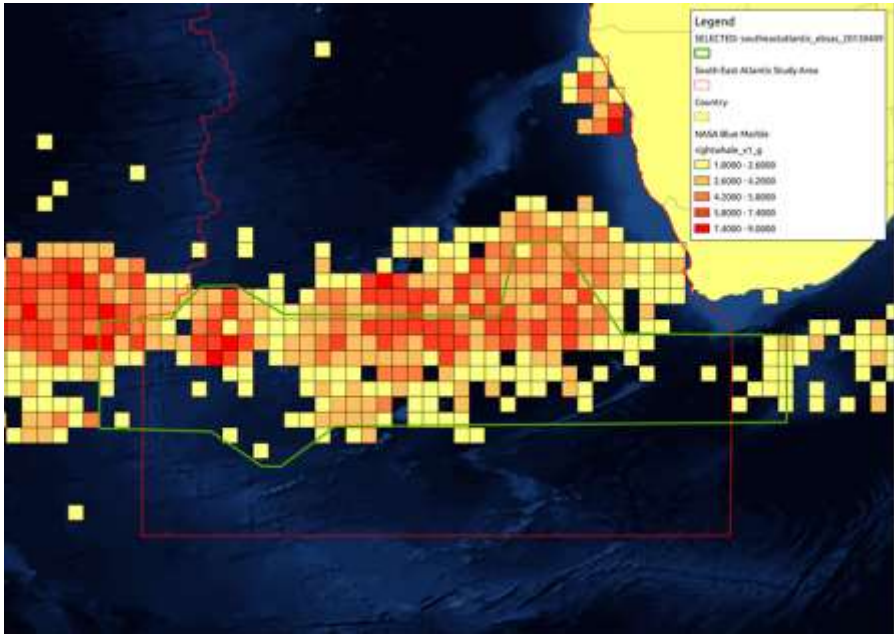 Legend
SELECTED: southeastatlantic_ebsas_20130409
South East Atlantic Study Area
Country
NASA Blue Marble
rightwhale_v1_g
1.0000 - 2.6000
2.6000 - 4.2000
4.2000 - 5.8000
5.8000 - 7.4000
7.4000 - 9.0000